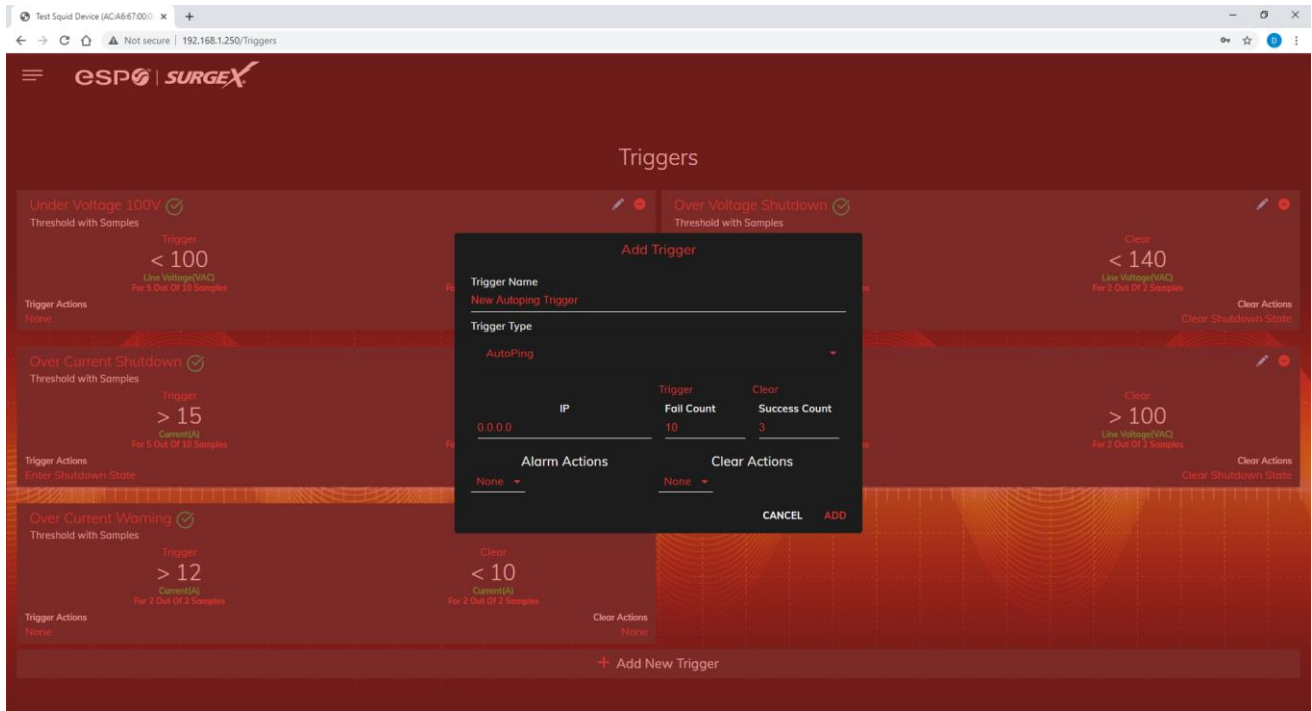 Test Squid Device (AC:A6:67:00:0
Not secure | 192.168.1.250/Triggers
D
esp | SURGEX
Triggers
Under Voltage 100V
Threshold with Samples
Trigger
< 100
Line Voltage(VAC)
For 5 Out Of 10 Samples
Trigger Actions
None
Over Voltage Shutdown
Threshold with Samples
Clear
< 140
Line Voltage(VAC)
For 2 Out Of 2 Samples
Clear Actions
Clear Shutdown State
Over Current Shutdown
Threshold with Samples
Trigger
> 15
Current(A)
For 5 Out Of 10 Samples
Trigger Actions
Enter Shutdown State
Clear
> 100
Line Voltage(VAC)
For 2 Out Of 2 Samples
Clear Actions
Clear Shutdown State
Add Trigger
Trigger Name
New Autoping Trigger
Trigger Type
AutoPing
Trigger Clear
IP Fail Count Success Count
0.0.0.0 10 3
Alarm Actions Clear Actions
None None
CANCEL ADD
Over Current Warning
Threshold with Samples
Trigger Clear
> 12 < 10
Current(A) Current(A)
For 2 Out Of 2 Samples For 2 Out Of 2 Samples
Trigger Actions Clear Actions
None None
+ Add New Trigger